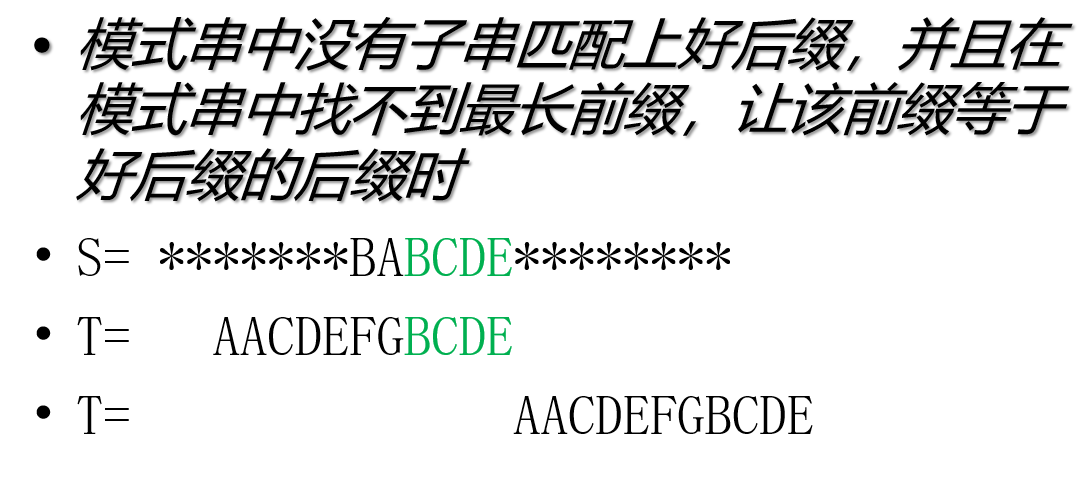 • 模式串中没有子串匹配上好后缀，并且在
模式串中找不到最长前缀，让该前缀等于
好后缀的后缀时
• S= *******BABCDE********
• T=   AACDEFGBCDE
• T=              AACDEFGBCDE